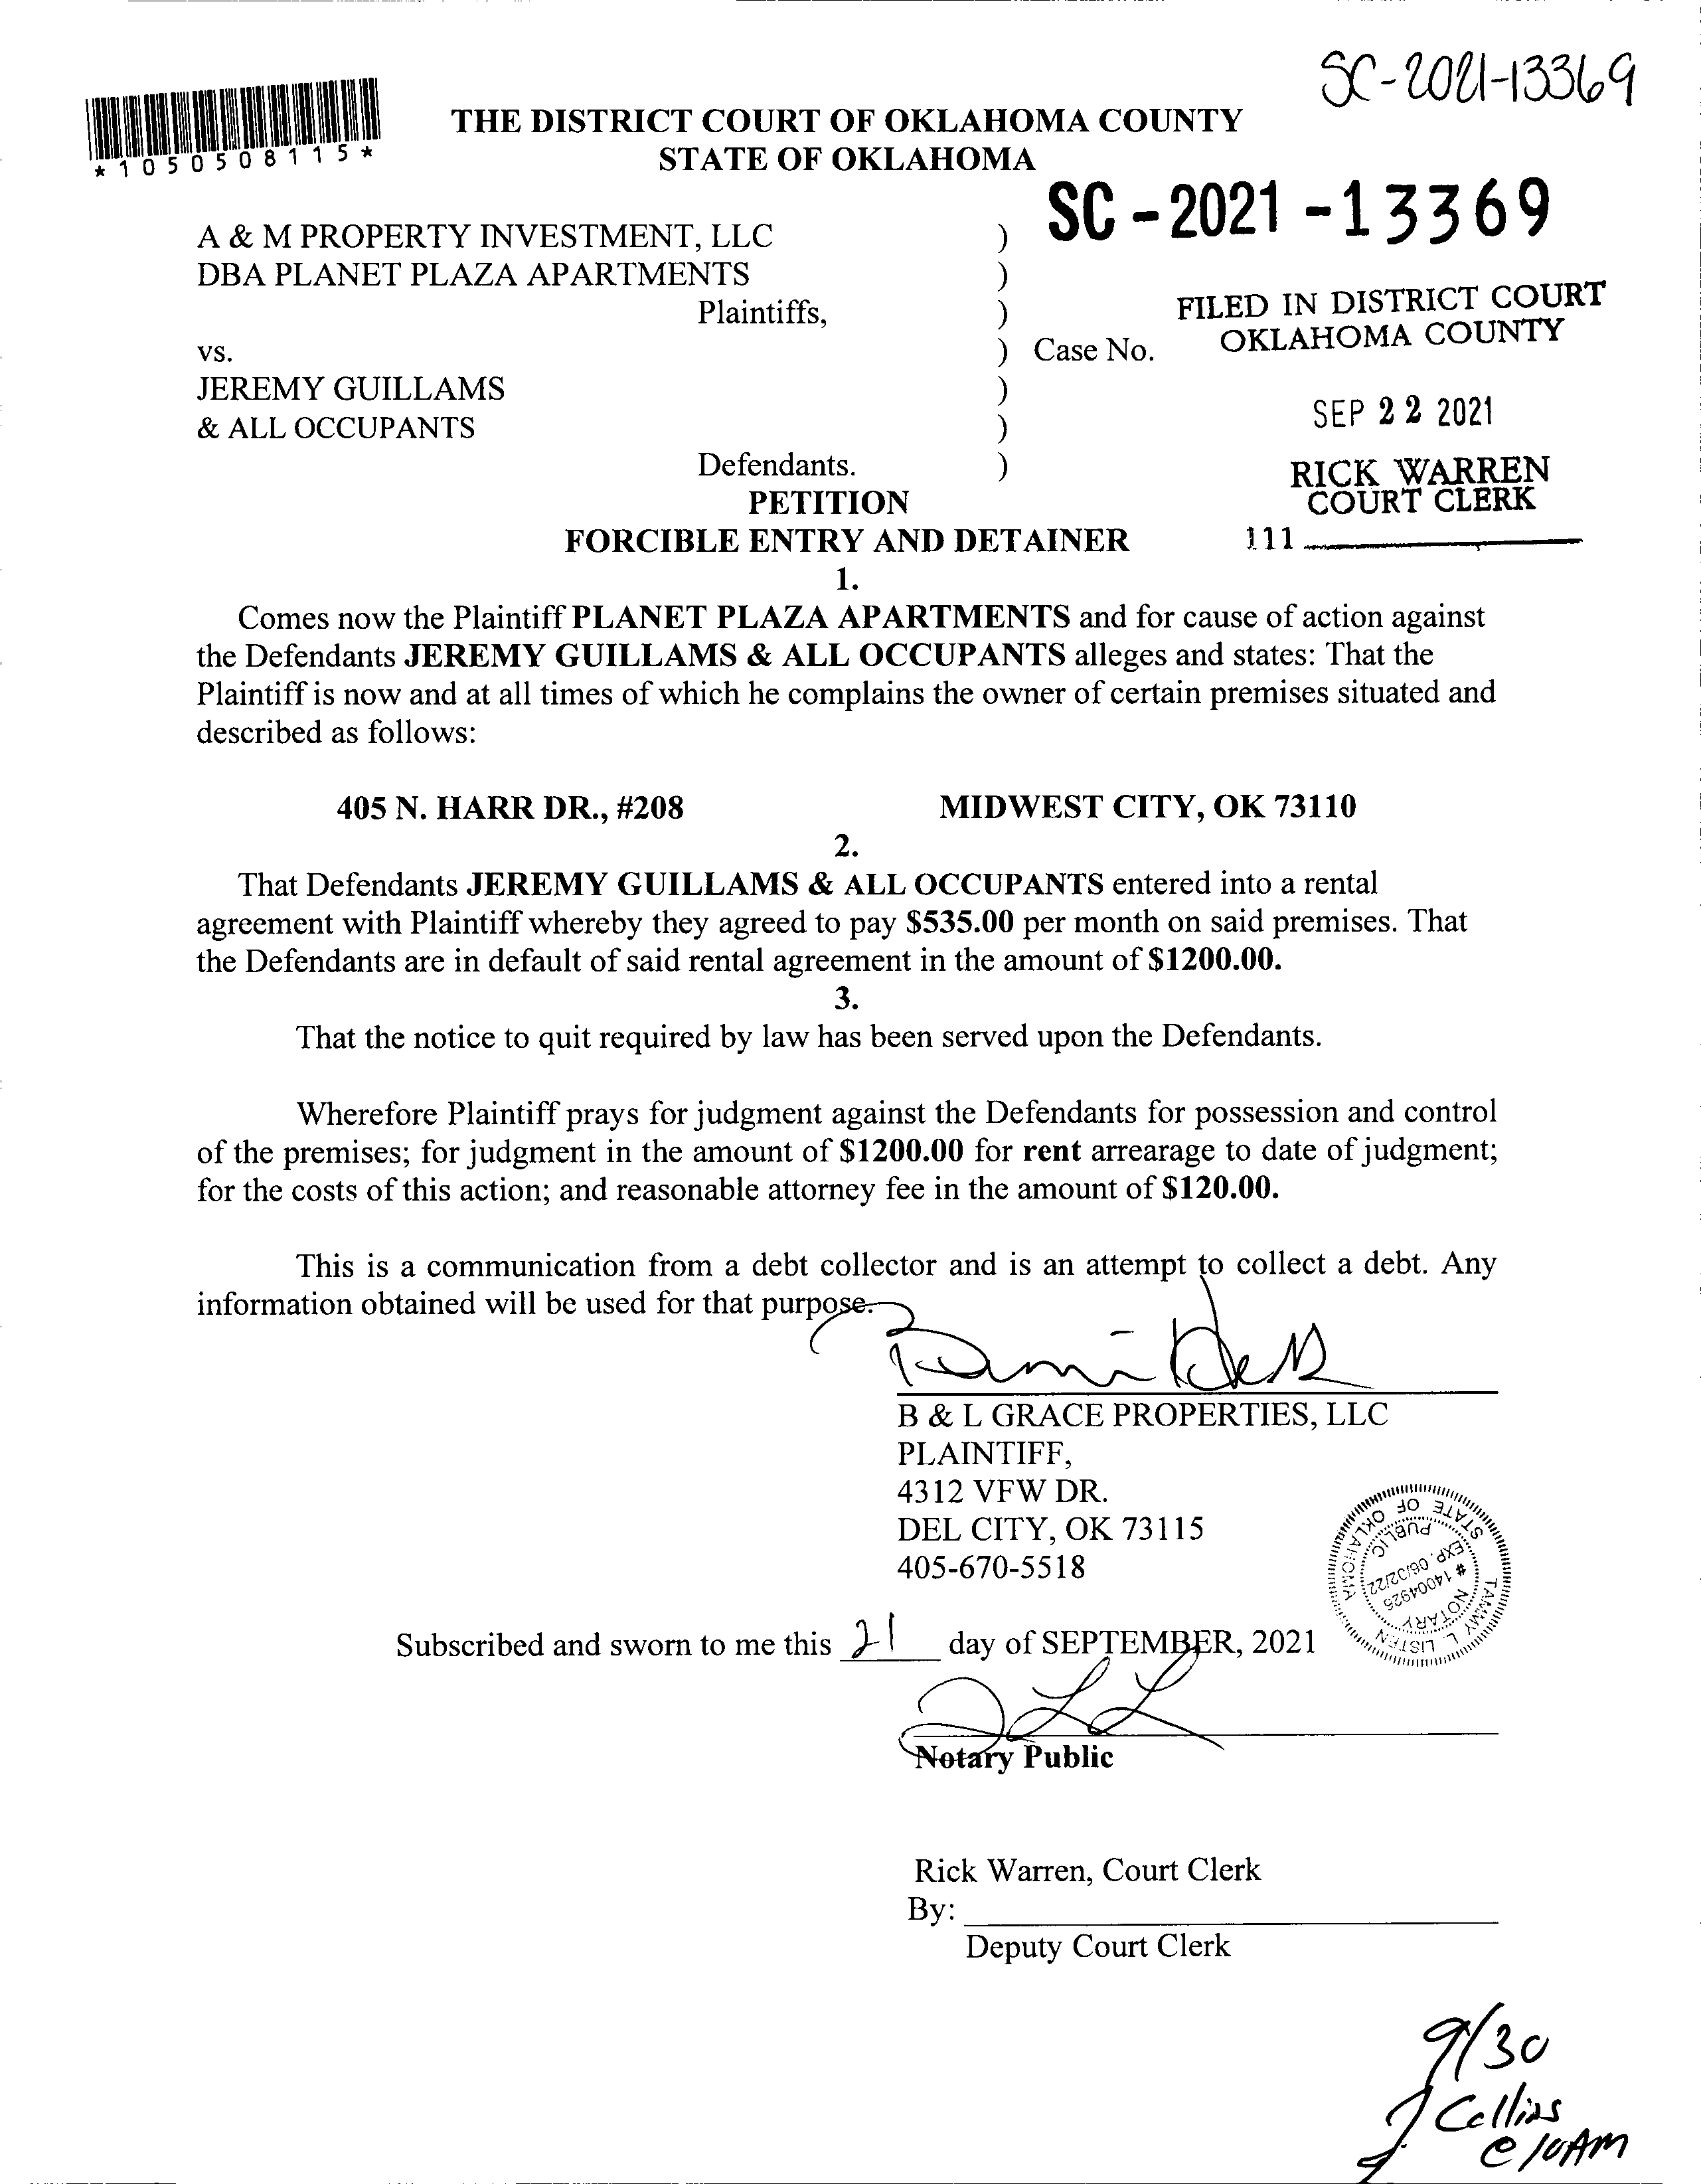 SC-2021-13369
*1050508115*
THE DISTRICT COURT OF OKLAHOMA COUNTY
STATE OF OKLAHOMA
SC-2021-13369
A & M PROPERTY INVESTMENT, LLC )
DBA PLANET PLAZA APARTMENTS )
Plaintiffs, )
FILED IN DISTRICT COURT
OKLAHOMA COUNTY
vs. ) Case No.
JEREMY GUILLAMS )
& ALL OCCUPANTS )
SEP 22 2021
Defendants. )
RICK WARREN
COURT CLERK
111
PETITION
FORCIBLE ENTRY AND DETAINER
1.
Comes now the Plaintiff PLANET PLAZA APARTMENTS and for cause of action against
the Defendants JEREMY GUILLAMS & ALL OCCUPANTS alleges and states: That the
Plaintiff is now and at all times of which he complains the owner of certain premises situated and
described as follows:
405 N. HARR DR., #208 MIDWEST CITY, OK 73110
2.
That Defendants JEREMY GUILLAMS & ALL OCCUPANTS entered into a rental
agreement with Plaintiff whereby they agreed to pay $535.00 per month on said premises. That
the Defendants are in default of said rental agreement in the amount of $1200.00.
3.
That the notice to quit required by law has been served upon the Defendants.
Wherefore Plaintiff prays for judgment against the Defendants for possession and control
of the premises; for judgment in the amount of $1200.00 for rent arrearage to date of judgment;
for the costs of this action; and reasonable attorney fee in the amount of $120.00.
This is a communication from a debt collector and is an attempt to collect a debt. Any
information obtained will be used for that purpose.
B & L GRACE PROPERTIES, LLC
PLAINTIFF,
4312 VFW DR.
DEL CITY, OK 73115
405-670-5518
TAMMY L. LISTEN
STATE OF OKLAHOMA
NOTARY PUBLIC
# 14004926
EXP. 06/02/22
Subscribed and sworn to me this 21 day of SEPTEMBER, 2021
Notary Public
Rick Warren, Court Clerk
By:
Deputy Court Clerk
9/30
J Collins
@ 10AM